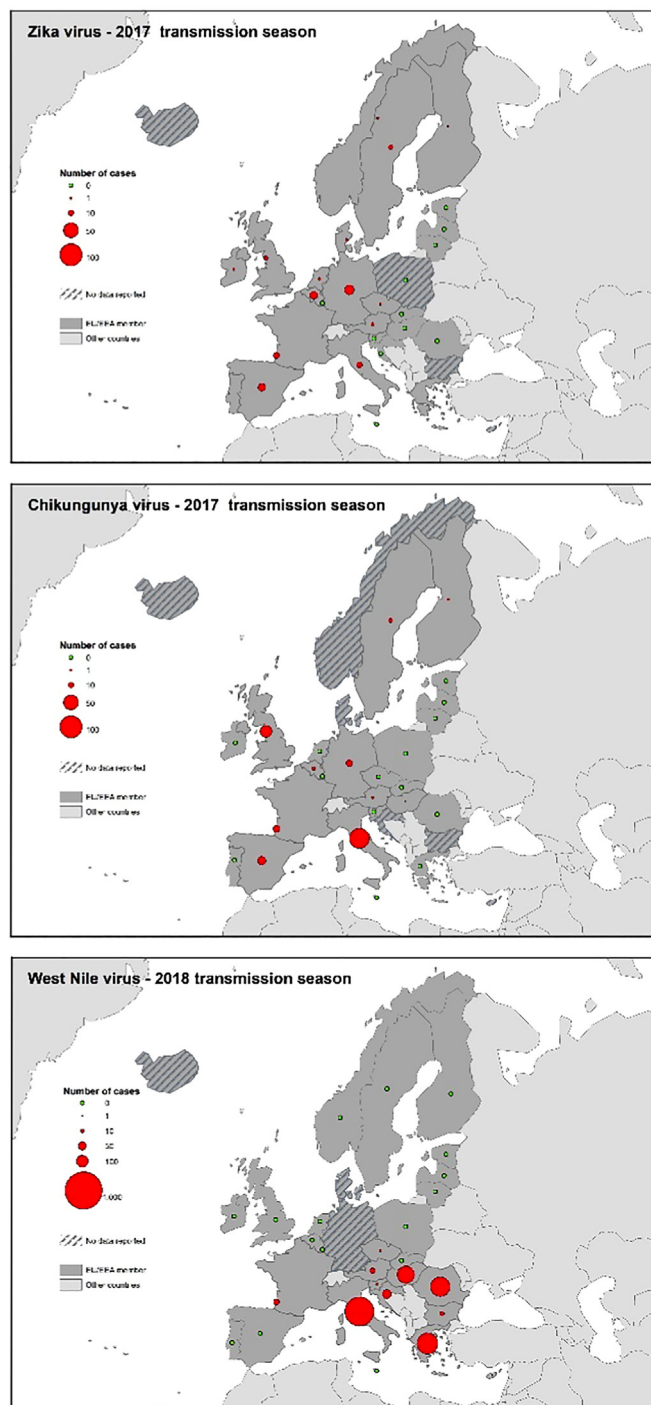 Zika virus - 2017 transmission season
Number of cases
0
1
10
50
100
No data reported
EU/EEA member
Other countries
Chikungunya virus - 2017 transmission season
Number of cases
0
1
10
50
100
No data reported
EU/EEA member
Other countries
West Nile virus - 2018 transmission season
Number of cases
0
1
10
50
100
1,000
No data reported
EU/EEA member
Other countries